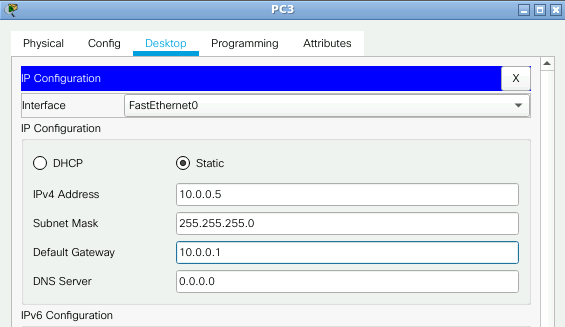 PC3
Physical Config Desktop Programming Attributes
IP Configuration X
Interface FastEthernet0
IP Configuration
DHCP Static
IPv4 Address 10.0.0.5
Subnet Mask 255.255.255.0
Default Gateway 10.0.0.1
DNS Server 0.0.0.0
IPv6 Configuration